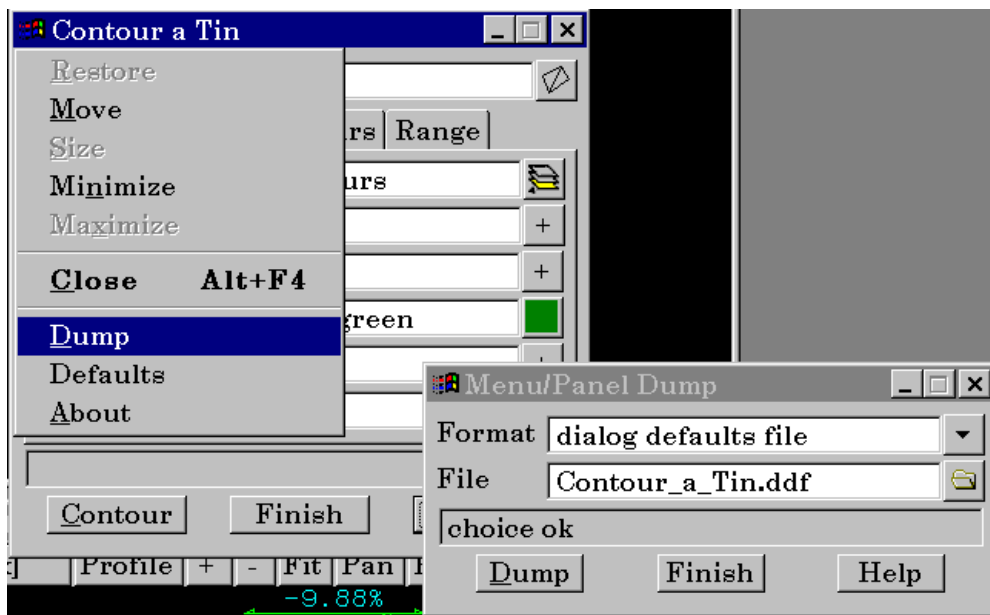 Contour a Tin
Restore
Move
Size
Minimize
Maximize
Close Alt+F4
Dump
Defaults
About
rs Range
urs
+
+
green
Contour Finish
Profile + - Fit Pan
-9.88%
Menu/Panel Dump
Format dialog defaults file
File Contour_a_Tin.ddf
choice ok
Dump Finish Help